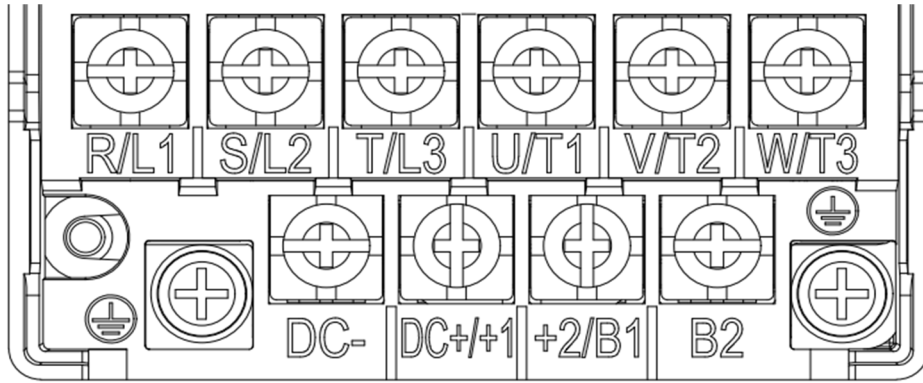 R/L1 S/L2 T/L3 U/T1 V/T2 W/T3
DC- DC+/+1 +2/B1 B2